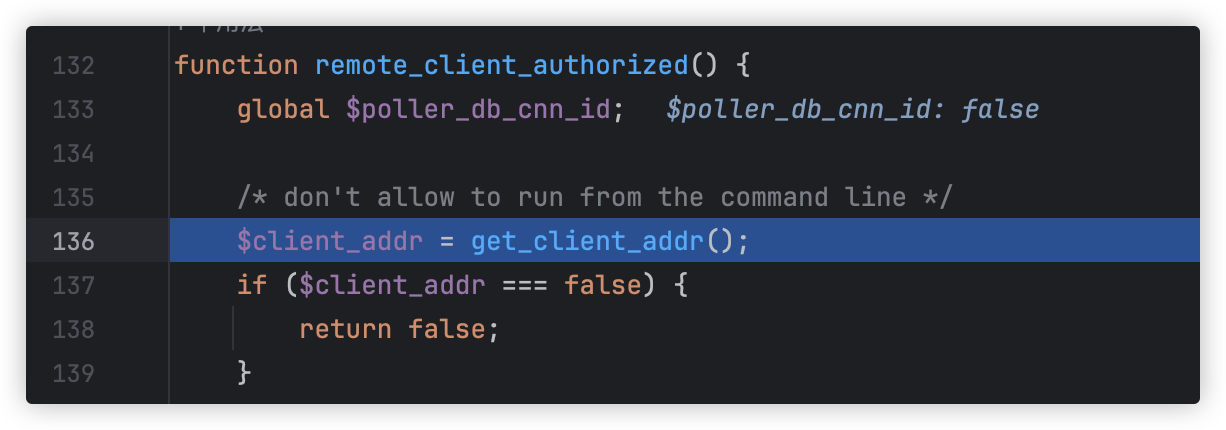 132 function remote_client_authorized() {
133 global $poller_db_cnn_id; $poller_db_cnn_id: false
134
135 /* don't allow to run from the command line */
136 $client_addr = get_client_addr();
137 if ($client_addr === false) {
138 return false;
139 }